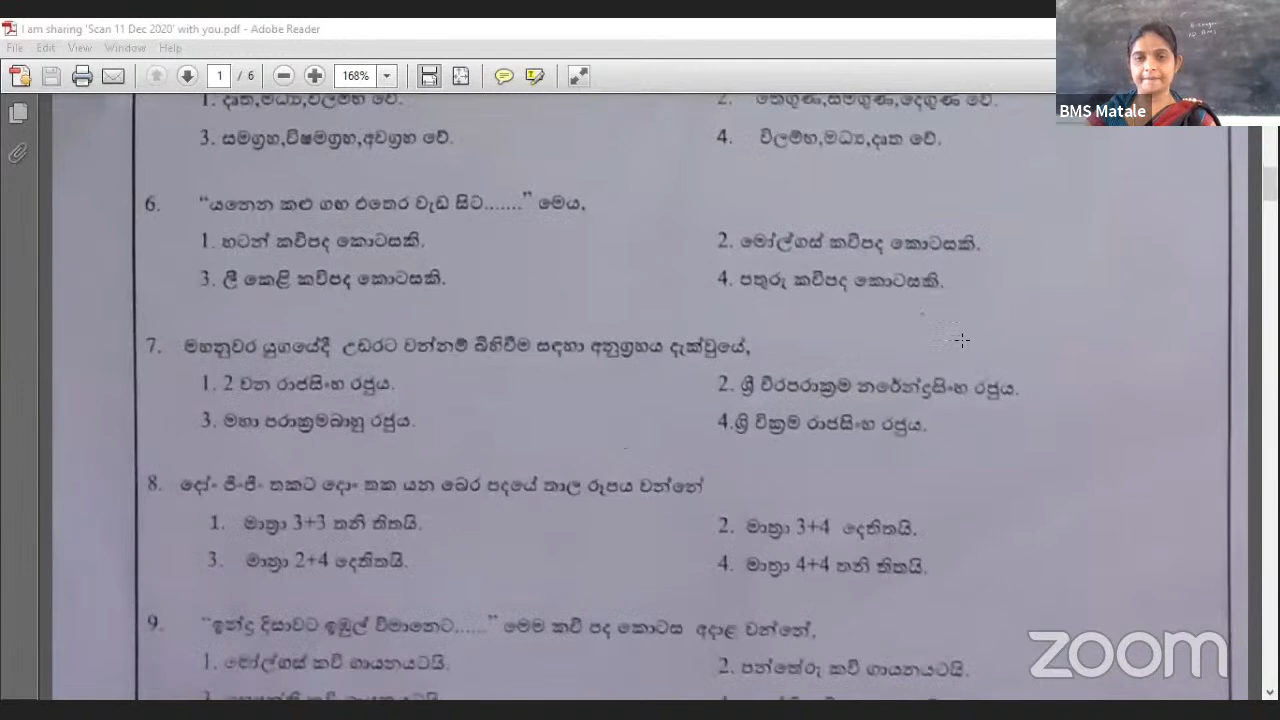 I am sharing 'Scan 11 Dec 2020' with you.pdf - Adobe Reader
File Edit View Window Help
1 / 6 168%
BMS Matale
1. දෘත,මධ්‍ය,විලම්භ වේ.
2. තෙගුණ,සමගුණ,දෙගුණ වේ.
3. සමග්‍රහ,විෂමග්‍රහ,අවග්‍රහ වේ.
4. විලම්භ,මධ්‍ය,දෘත වේ.
6. “යනෙන කළු ගඟ එතෙර වැඩ සිට.......” මෙය,
1. හටන් කවිපද කොටසකි.
2. මෝල්ගස් කවිපද කොටසකි.
3. ලී කෙළි කවිපද කොටසකි.
4. පතුරු කවිපද කොටසකි.
7. මහනුවර යුගයේදී උඩරට වන්නම් බිහිවීම සඳහා අනුග්‍රහය දැක්වුයේ,
1. 2 වන රාජසිංහ රජුය.
2. ශ්‍රී වීරපරාක්‍රම නරේන්ද්‍රසිංහ රජුය.
3. මහා පරාක්‍රමබාහු රජුය.
4.ශ්‍රි වික්‍රම රාජසිංහ රජුය.
8. දෝං ජිංජිං තකට දොං තක යන බෙර පදයේ තාල රූපය වන්නේ
1. මාත්‍රා 3+3 තනි තිතයි.
2. මාත්‍රා 3+4 දෙතිතයි.
3. මාත්‍රා 2+4 දෙතිතයි.
4. මාත්‍රා 4+4 තනි තිතයි.
9. “ඉන්ද්‍ර දිසාවට ඉඹුල් විමානෙට......” මෙම කවි පද කොටස අදාළ වන්නේ,
1. මෝල්ගස් කවි ගායනයටයි.
2. පන්තේරු කවි ගායනයටයි.
zoom